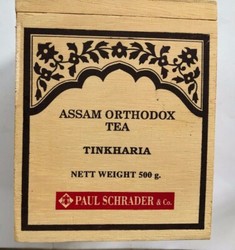 ASSAM ORTHODOX
TEA
TINKHARIA
NETT WEIGHT 500 g.
PAUL SCHRADER & Co.